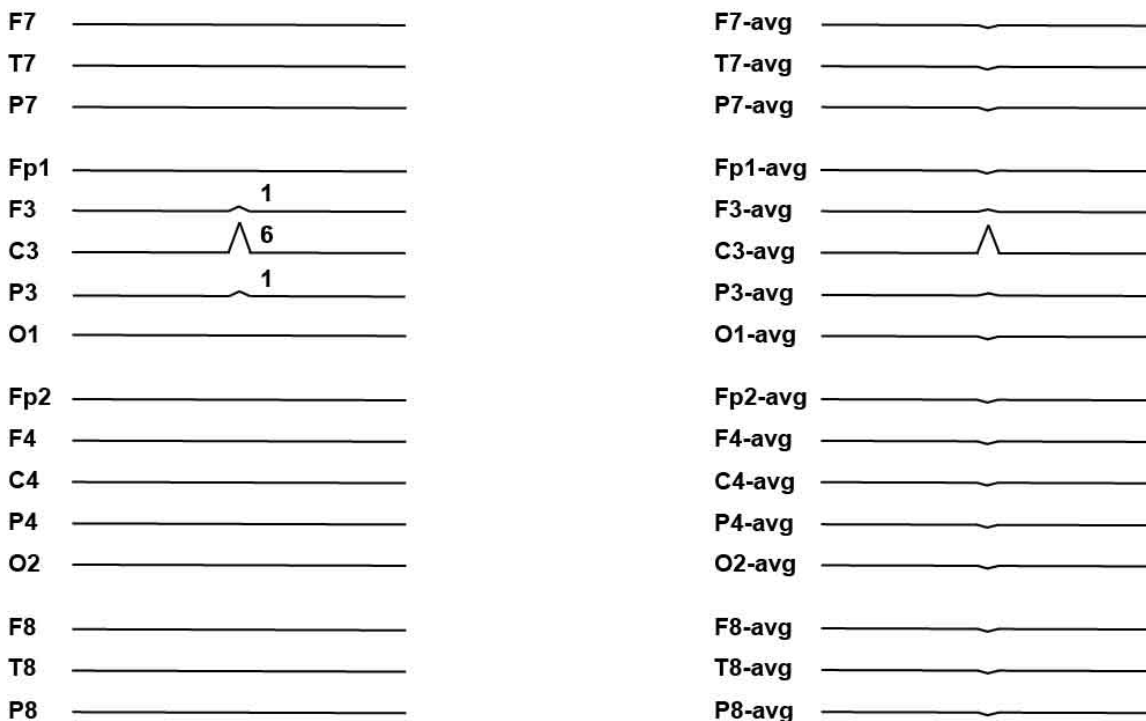 F7
T7
P7
Fp1
F3 1
C3 6
P3 1
O1
Fp2
F4
C4
P4
O2
F8
T8
P8
F7-avg
T7-avg
P7-avg
Fp1-avg
F3-avg
C3-avg
P3-avg
O1-avg
Fp2-avg
F4-avg
C4-avg
P4-avg
O2-avg
F8-avg
T8-avg
P8-avg